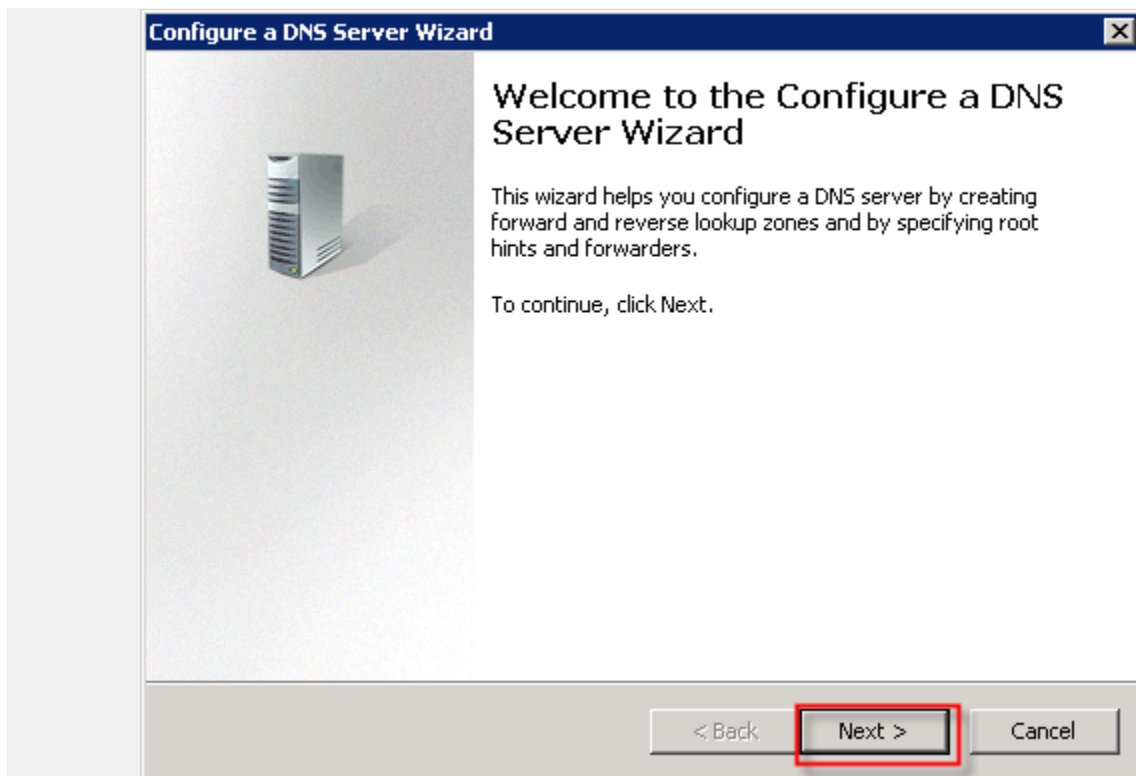 Configure a DNS Server Wizard
Welcome to the Configure a DNS
Server Wizard
This wizard helps you configure a DNS server by creating
forward and reverse lookup zones and by specifying root
hints and forwarders.
To continue, click Next.
< Back
Next >
Cancel